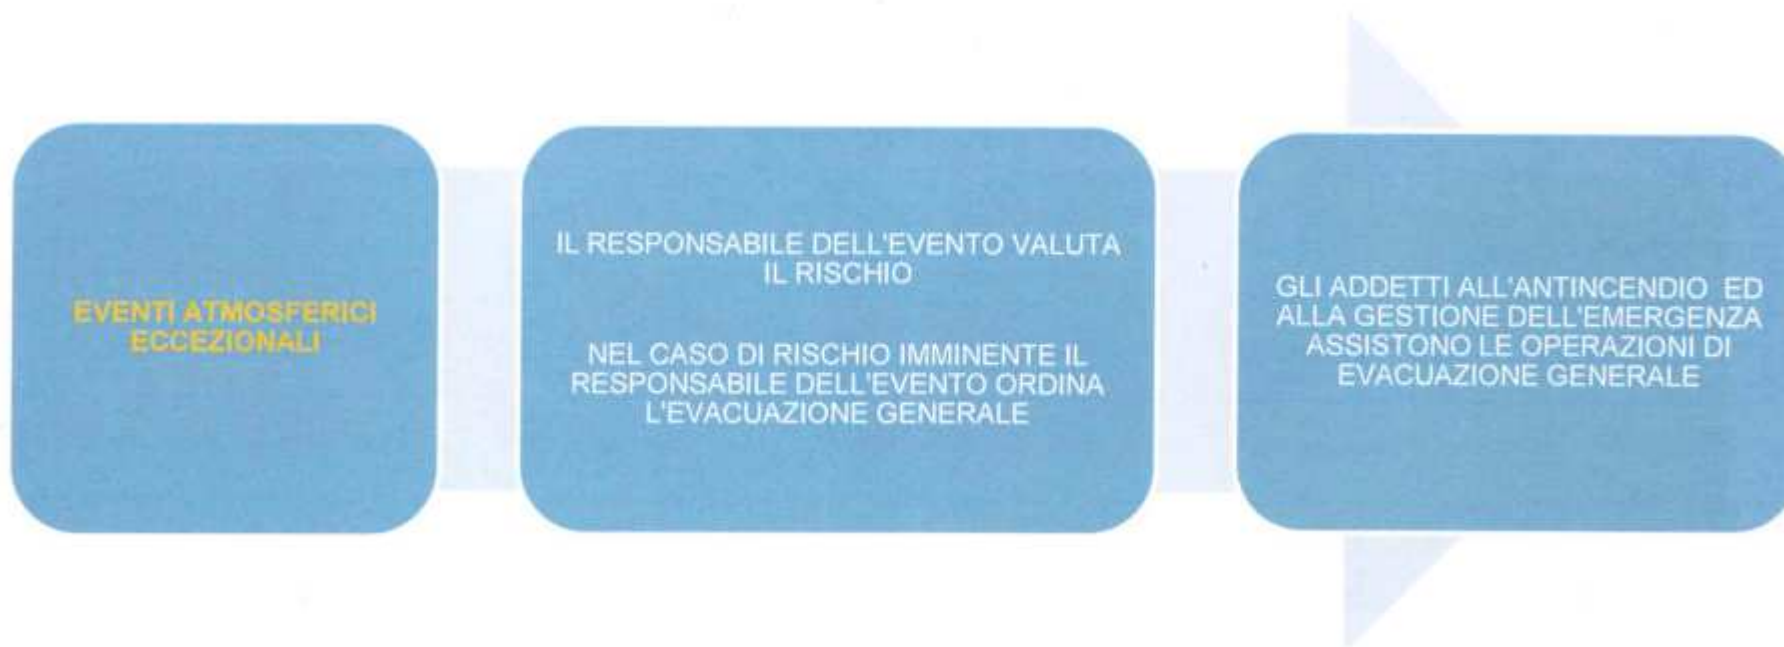 EVENTI ATMOSFERICI
ECCEZIONALI
IL RESPONSABILE DELL'EVENTO VALUTA
IL RISCHIO
NEL CASO DI RISCHIO IMMINENTE IL
RESPONSABILE DELL'EVENTO ORDINA
L'EVACUAZIONE GENERALE
GLI ADDETTI ALL'ANTINCENDIO ED
ALLA GESTIONE DELL'EMERGENZA
ASSISTONO LE OPERAZIONI DI
EVACUAZIONE GENERALE